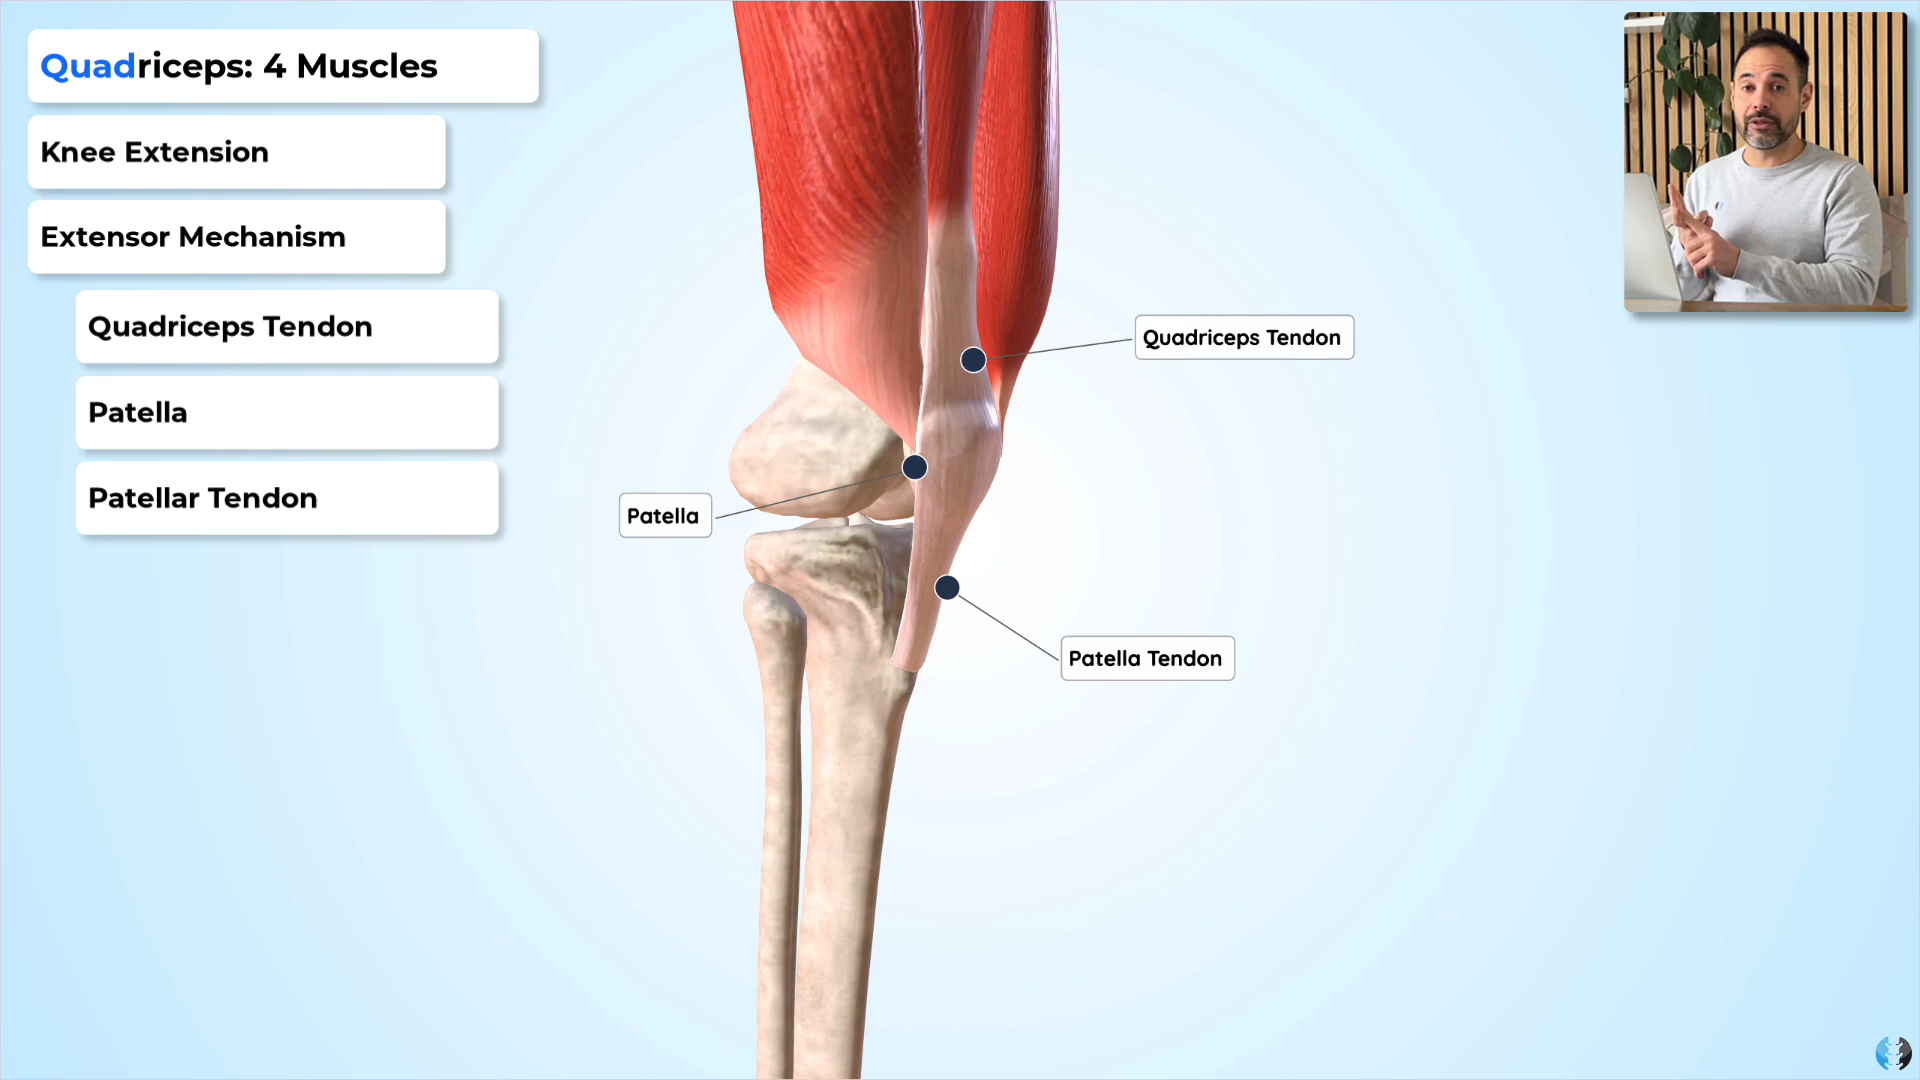 Quadriceps: 4 Muscles
Knee Extension
Extensor Mechanism
Quadriceps Tendon
Patella
Patellar Tendon
Quadriceps Tendon
Patella
Patella Tendon